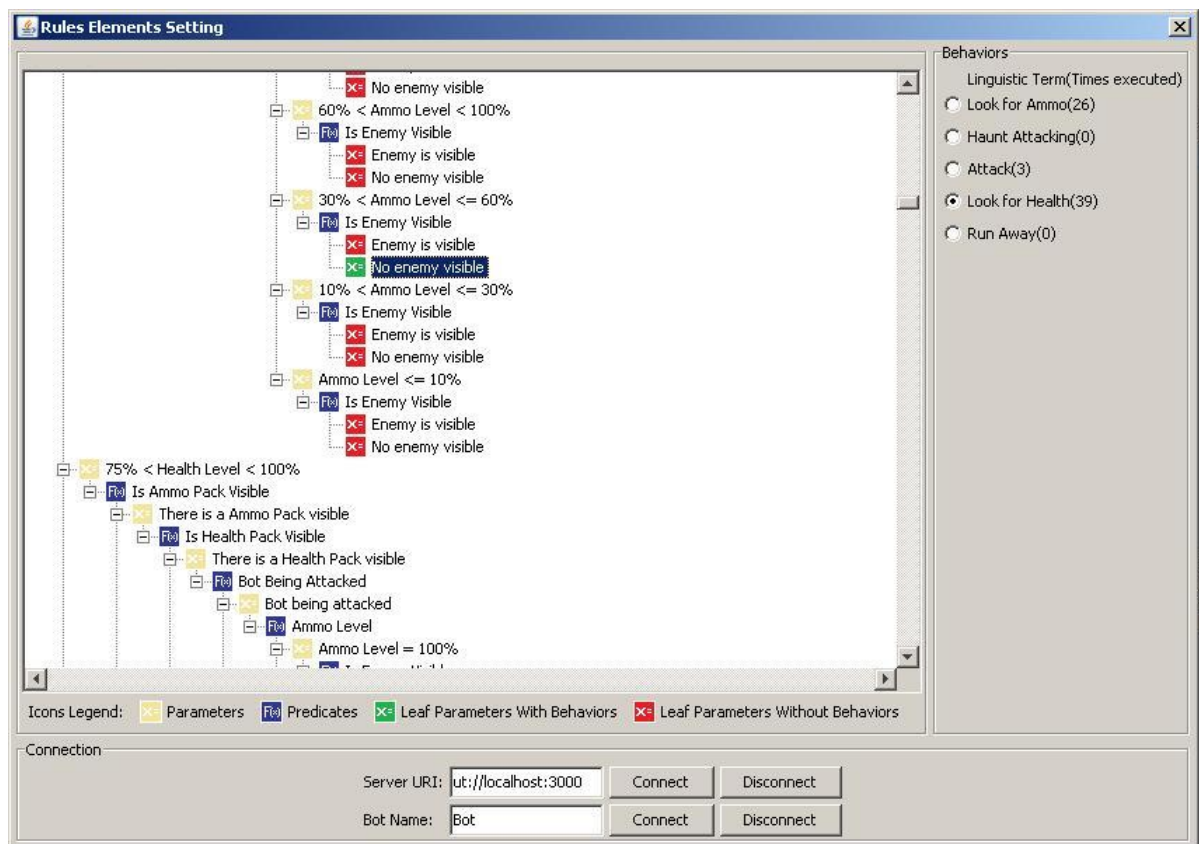 Rules Elements Setting
No enemy visible
60% < Ammo Level < 100%
F(x) Is Enemy Visible
X= Enemy is visible
X= No enemy visible
30% < Ammo Level <= 60%
F(x) Is Enemy Visible
X= Enemy is visible
X= No enemy visible
10% < Ammo Level <= 30%
F(x) Is Enemy Visible
X= Enemy is visible
X= No enemy visible
Ammo Level <= 10%
F(x) Is Enemy Visible
X= Enemy is visible
X= No enemy visible
75% < Health Level < 100%
F(x) Is Ammo Pack Visible
There is a Ammo Pack visible
F(x) Is Health Pack Visible
There is a Health Pack visible
F(x) Bot Being Attacked
Bot being attacked
F(x) Ammo Level
Ammo Level = 100%
Icons Legend: X= Parameters F(x) Predicates X= Leaf Parameters With Behaviors X= Leaf Parameters Without Behaviors
Behaviors
Linguistic Term(Times executed)
Look for Ammo(26)
Haunt Attacking(0)
Attack(3)
Look for Health(39)
Run Away(0)
Connection
Server URI: ut://localhost:3000 Connect Disconnect
Bot Name: Bot Connect Disconnect